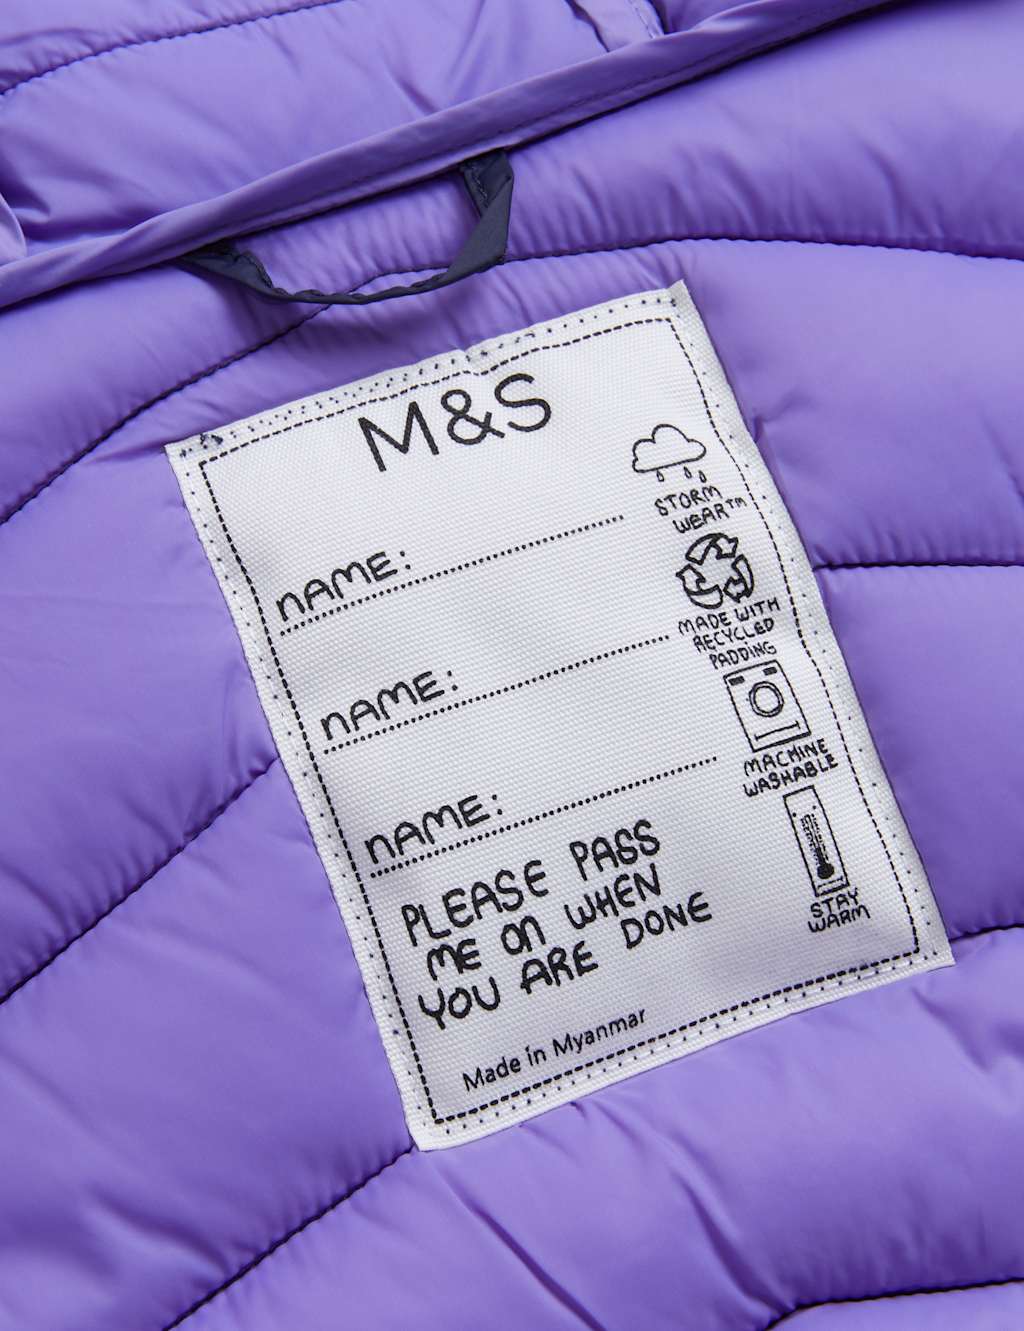 M&S
NAME:
NAME:
NAME:
PLEASE PASS
ME ON WHEN
YOU ARE DONE
Made in Myanmar
STORM
WEAR™
MADE WITH
RECYCLED
PADDING
MACHINE
WASHABLE
STAY
WARM